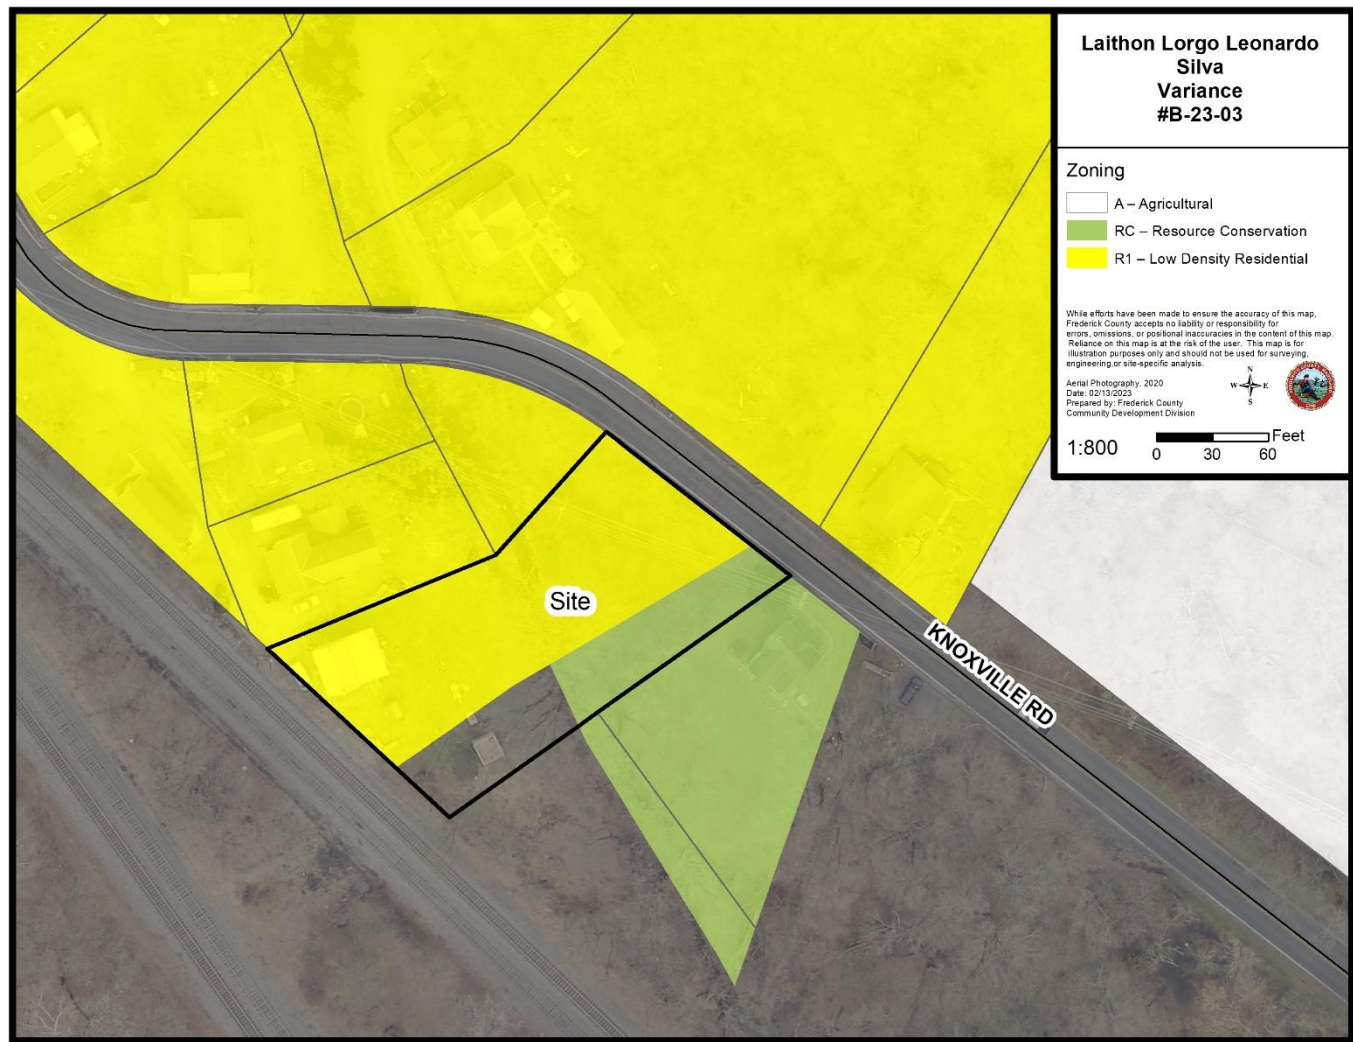 Laithon Lorgo Leonardo
Silva
Variance
#B-23-03
Zoning
A – Agricultural
RC – Resource Conservation
R1 – Low Density Residential
While efforts have been made to ensure the accuracy of this map,
Frederick County accepts no liability or responsibility for
errors, omissions, or positional inaccuracies in the content of this map.
Reliance on this map is at the risk of the user. This map is for
illustration purposes only and should not be used for surveying,
engineering,or site-specific analysis.
Aerial Photography, 2020
Date: 02/13/2023
Prepared by: Frederick County
Community Development Division
N
W E
S
1:800
Feet
0 30 60
Site
KNOXVILLE RD